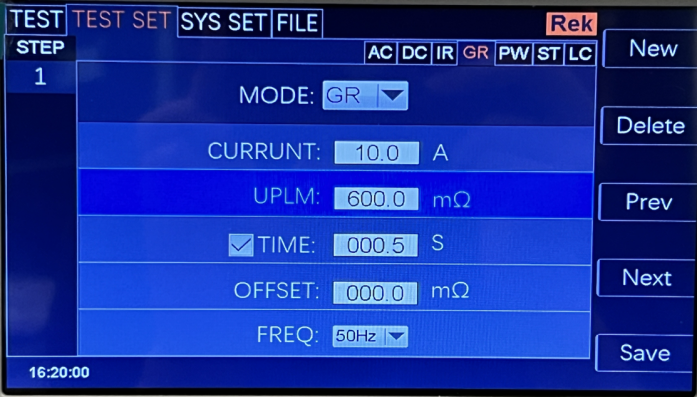 TEST TEST SET SYS SET FILE Rek
STEP AC DC IR GR PW ST LC
New
1
MODE: GR
Delete
CURRUNT: 10.0 A
UPLM: 600.0 mΩ
Prev
TIME: 000.5 S
Next
OFFSET: 000.0 mΩ
FREQ: 50Hz
Save
16:20:00